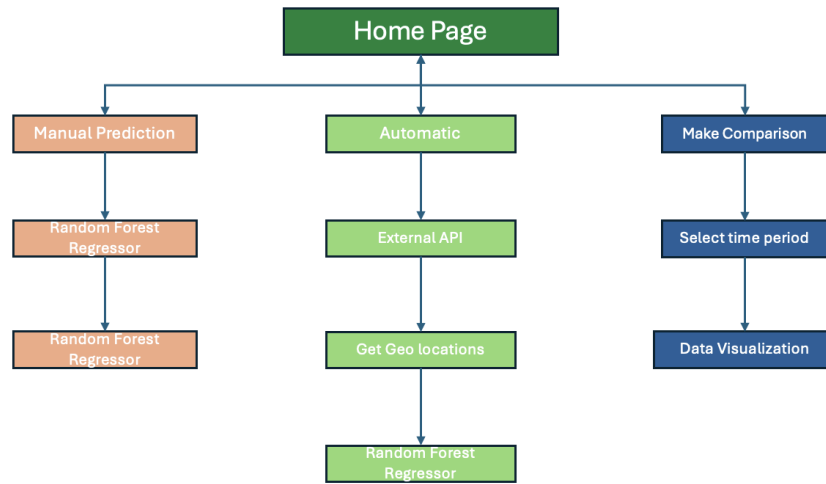 Home Page
Manual Prediction
Automatic
Make Comparison
Random Forest
Regressor
External API
Select time period
Random Forest
Regressor
Get Geo locations
Data Visualization
Random Forest
Regressor